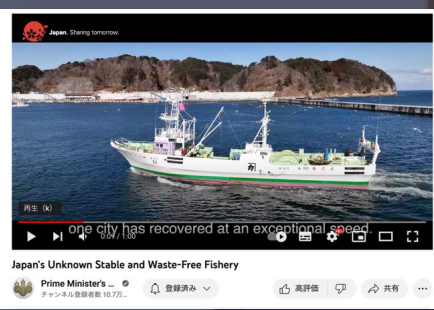 Japan. Sharing tomorrow.
再生 (k)
one city has recovered at an exceptional speed.
0:09 / 1:00
Japan's Unknown Stable and Waste-Free Fishery
Prime Minister's ...
チャンネル登録者数 10.7万...
登録済み
高評価
共有